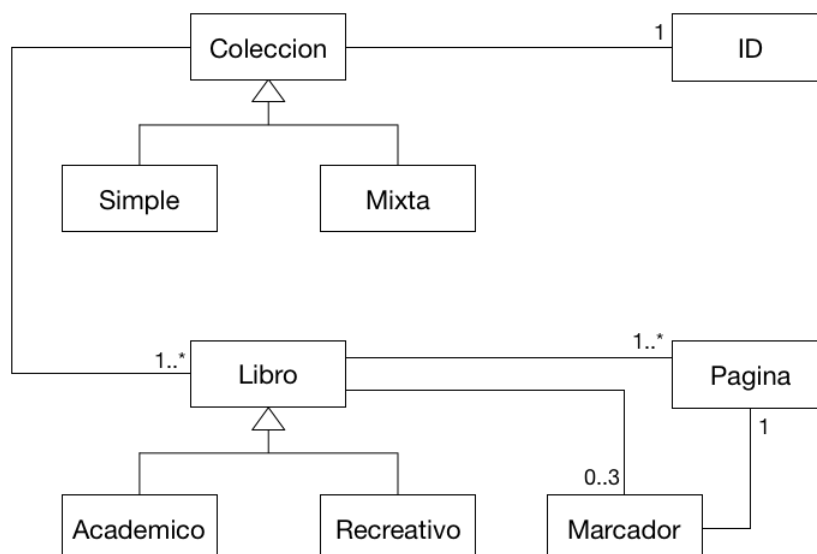 Coleccion
1
ID
Simple
Mixta
1..*
Libro
1..*
Pagina
1
0..3
Academico
Recreativo
Marcador